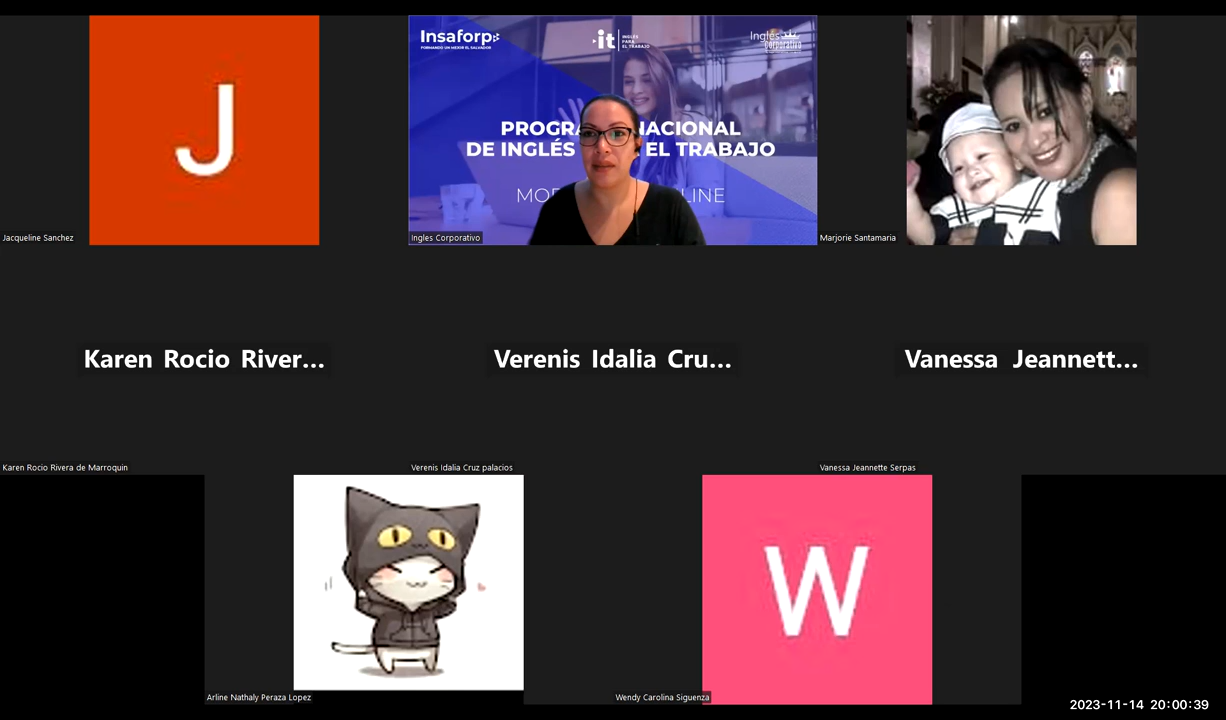 J
Jacqueline Sanchez
Insaforp
FORMANDO UN MEJOR EL SALVADOR
it INGLÉS PARA EL TRABAJO
Inglés corporativo
PROGRA NACIONAL
DE INGLÉS EL TRABAJO
MO LINE
Ingles Corporativo
Marjorie Santamaria
Karen Rocio River...
Verenis Idalia Cru...
Vanessa Jeannett...
Karen Rocio Rivera de Marroquin
Verenis Idalia Cruz palacios
Vanessa Jeannette Serpas
W
Arline Nathaly Peraza Lopez
Wendy Carolina Siguenza
2023-11-14 20:00:39